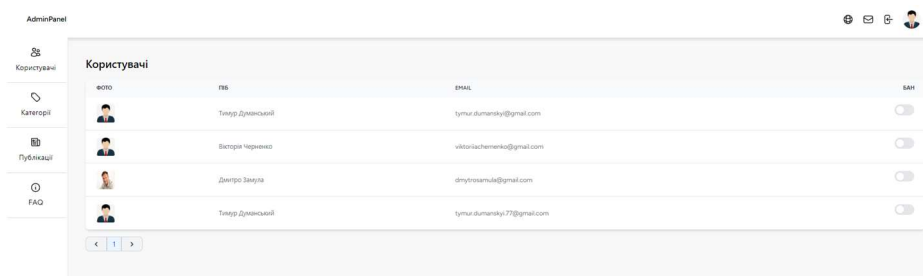 AdminPanel
Користувачі
Категорії
Публікації
FAQ
Користувачі
ФОТО ПІБ EMAIL БАН
Тимур Думанський tymur.dumanskyi@gmail.com
Вікторія Черненко viktoriiachernenko@gmail.com
Дмитро Замула dmytrosamula@gmail.com
Тимур Думанський tymur.dumanskyi.77@gmail.com
1